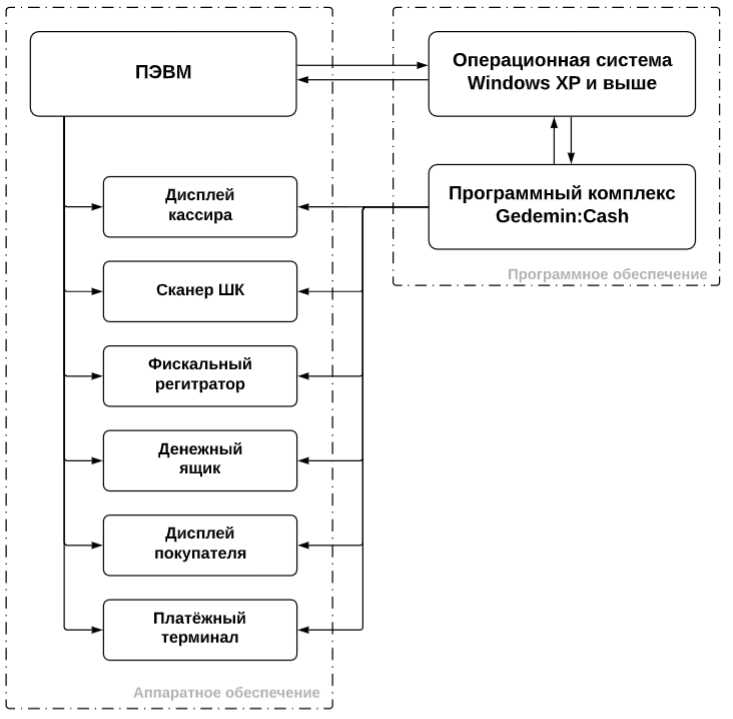 ПЭВМ
Операционная система
Windows XP и выше
Программный комплекс
Gedemin:Cash
Программное обеспечение
Дисплей
кассира
Сканер ШК
Фискальный
регитратор
Денежный
ящик
Дисплей
покупателя
Платёжный
терминал
Аппаратное обеспечение